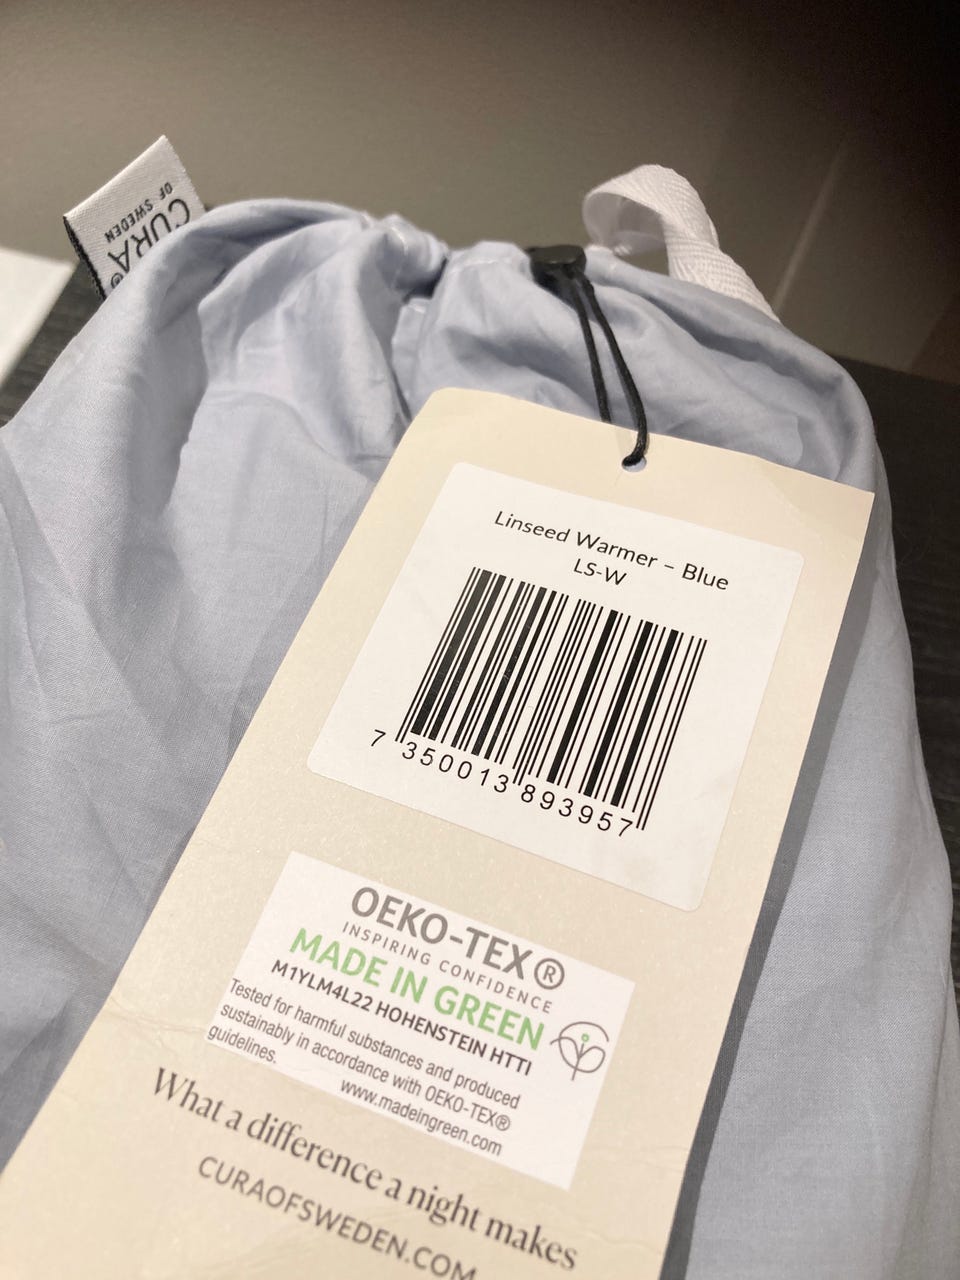 CURA®
OF SWEDEN
Linseed Warmer – Blue
LS-W
7 350013 893957
OEKO-TEX®
INSPIRING CONFIDENCE
MADE IN GREEN
M1YLM4L22 HOHENSTEIN HTTI
Tested for harmful substances and produced
sustainably in accordance with OEKO-TEX®
guidelines.
www.madeingreen.com
What a difference a night makes
CURAOFSWEDEN.COM